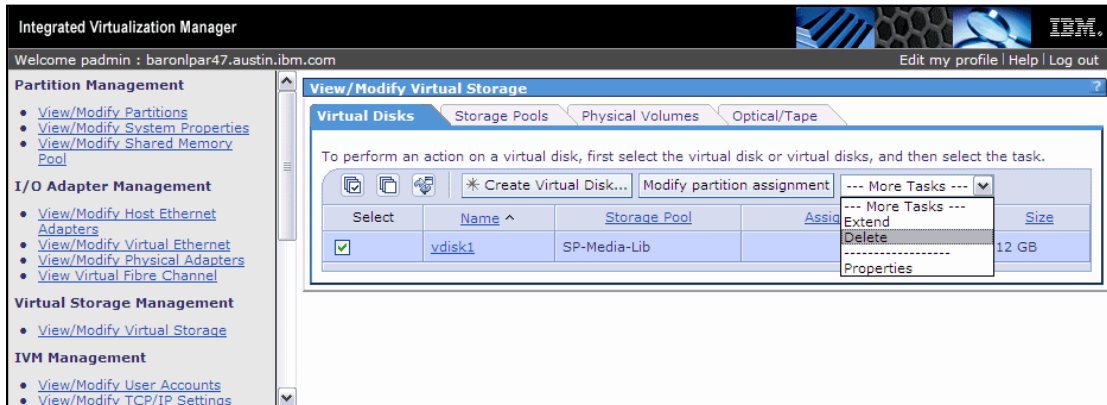 Integrated Virtualization Manager
IBM.
Welcome padmin : baronlpar47.austin.ibm.com
Edit my profile | Help | Log out
Partition Management
View/Modify Partitions
View/Modify System Properties
View/Modify Shared Memory
Pool
I/O Adapter Management
View/Modify Host Ethernet
Adapters
View/Modify Virtual Ethernet
View/Modify Physical Adapters
View Virtual Fibre Channel
Virtual Storage Management
View/Modify Virtual Storage
IVM Management
View/Modify User Accounts
View/Modify TCP/IP Settings
View/Modify Virtual Storage
?
Virtual Disks Storage Pools Physical Volumes Optical/Tape
To perform an action on a virtual disk, first select the virtual disk or virtual disks, and then select the task.
Create Virtual Disk... Modify partition assignment --- More Tasks ---
--- More Tasks ---
Extend
Delete
------------------
Properties
Select Name ^ Storage Pool Assig Size
vdisk1 SP-Media-Lib 12 GB